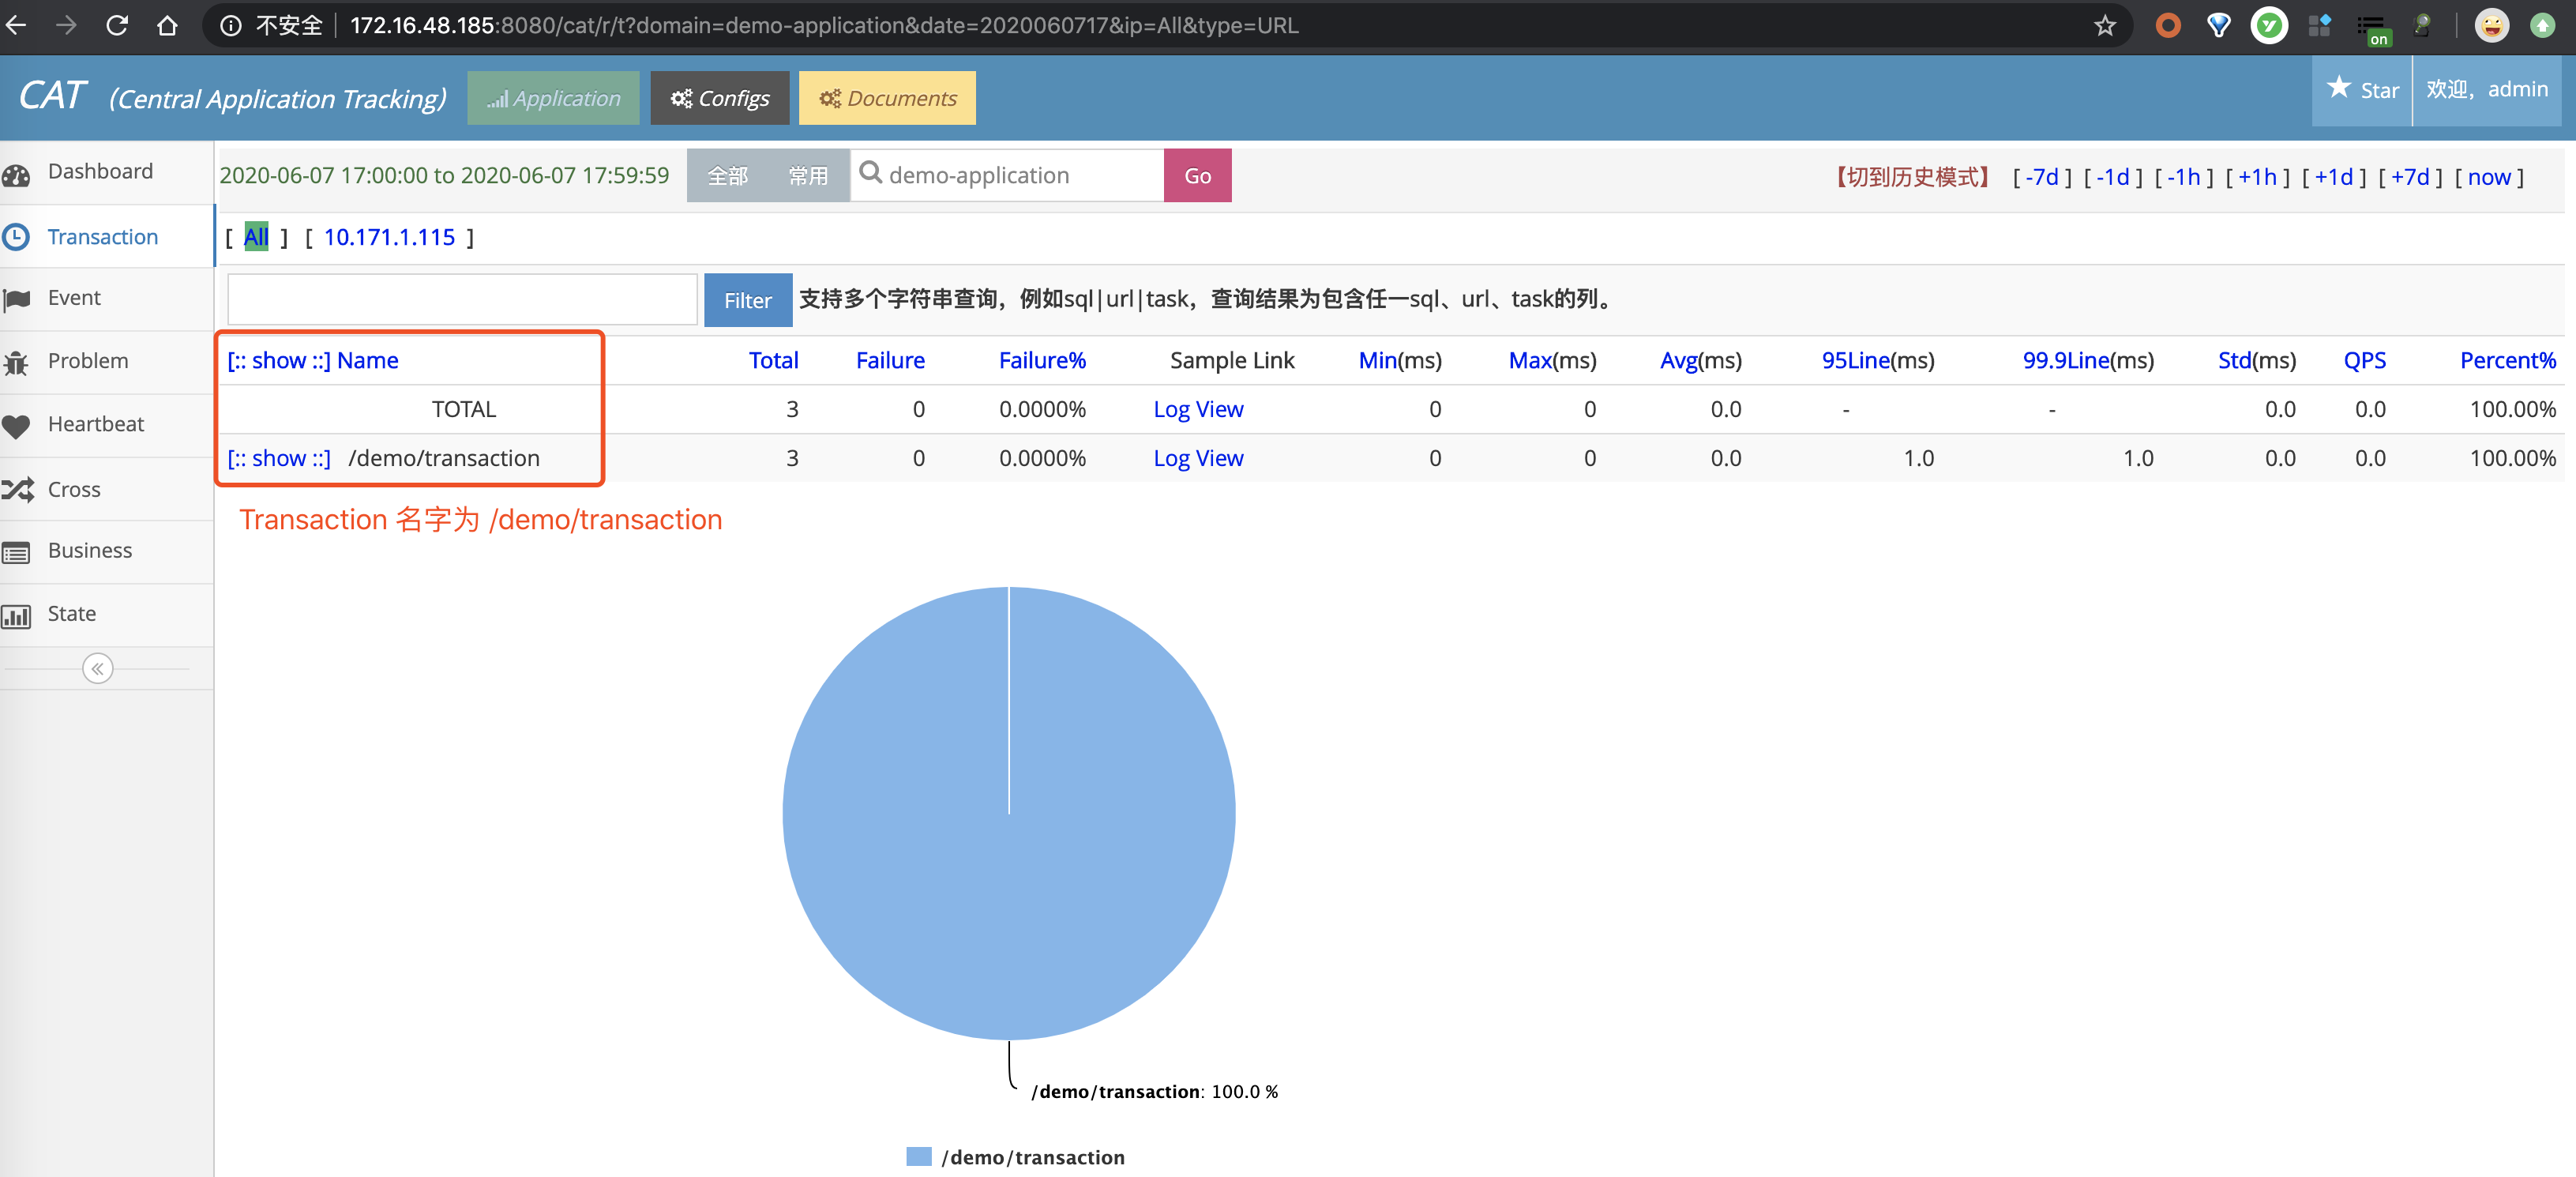 不安全 172.16.48.185:8080/cat/r/t?domain=demo-application&date=2020060717&ip=All&type=URL
on
CAT (Central Application Tracking) Application Configs Documents Star 欢迎，admin
Dashboard
Transaction
Event
Problem
Heartbeat
Cross
Business
State
2020-06-07 17:00:00 to 2020-06-07 17:59:59 全部 常用 demo-application Go 【切到历史模式】 [ -7d ] [ -1d ] [ -1h ] [ +1h ] [ +1d ] [ +7d ] [ now ]
[ All ] [ 10.171.1.115 ]
Filter 支持多个字符串查询，例如sql|url|task，查询结果为包含任一sql、url、task的列。
[:: show ::] Name Total Failure Failure% Sample Link Min(ms) Max(ms) Avg(ms) 95Line(ms) 99.9Line(ms) Std(ms) QPS Percent%
TOTAL 3 0 0.0000% Log View 0 0 0.0 - - 0.0 0.0 100.00%
[:: show ::] /demo/transaction 3 0 0.0000% Log View 0 0 0.0 1.0 1.0 0.0 0.0 100.00%
Transaction 名字为 /demo/transaction
/demo/transaction: 100.0 %
/demo/transaction